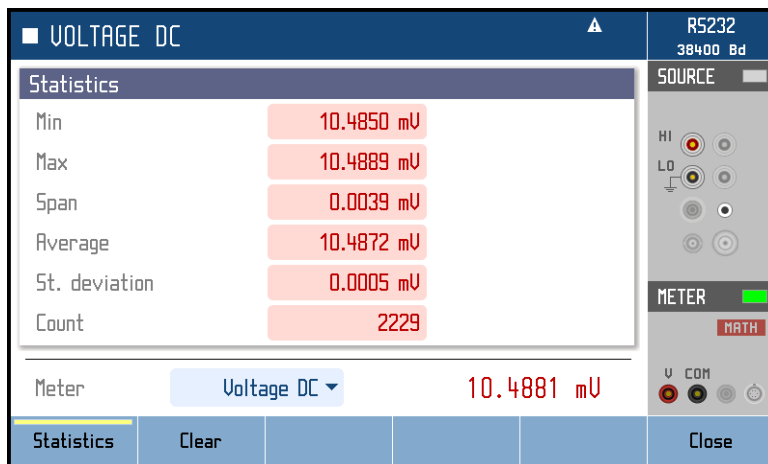 VOLTAGE DC
RS232
38400 Bd
Statistics
Min 10.4850 mV
Max 10.4889 mV
Span 0.0039 mV
Average 10.4872 mV
St. deviation 0.0005 mV
Count 2229
Meter Voltage DC 10.4881 mV
SOURCE
HI
LO
METER
MATH
V COM
Statistics Clear Close